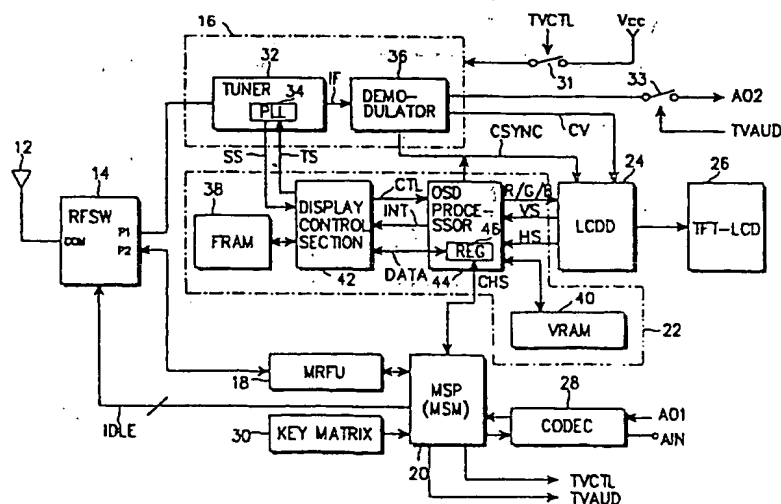 TVCTL
Vcc
16
32
36
31
33
TUNER
34
PLL
IF
DEMO-
DULATOR
AO2
CSYNC
CV
TVAUD
12
SS
TS
14
RFSW
COM
P1
P2
38
FRAM
DISPLAY
CONTROL
SECTION
42
CTL
INT
DATA
OSD
PROCE-
SSOR
46
REG
44
CHS
R/G/B
VS
HS
24
LCDD
26
TFT-LCD
40
VRAM
22
18
MRFU
MSP
(MSM)
20
28
CODEC
AO1
AIN
IDLE
30
KEY MATRIX
TVCTL
TVAUD